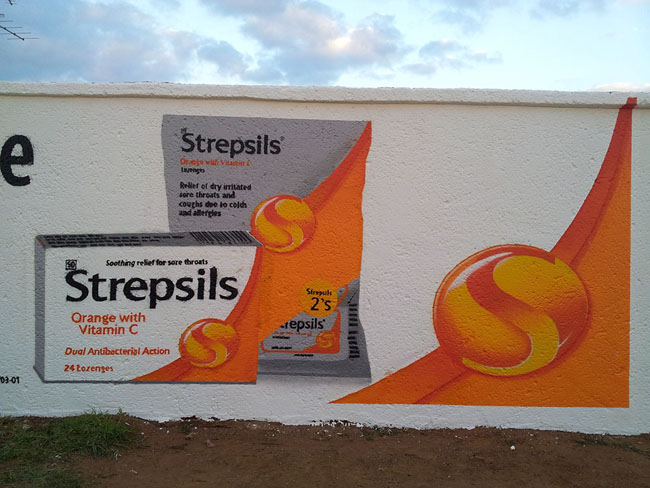 e
Strepsils®
Orange with Vitamin C
Lozenges
Relief of dry irritated
sore throats and
coughs due to colds
and allergies
Strepsils
2's
trepsils
Soothing relief for sore throats
Strepsils
Orange with
Vitamin C
Dual Antibacterial Action
24 Lozenges
03-01